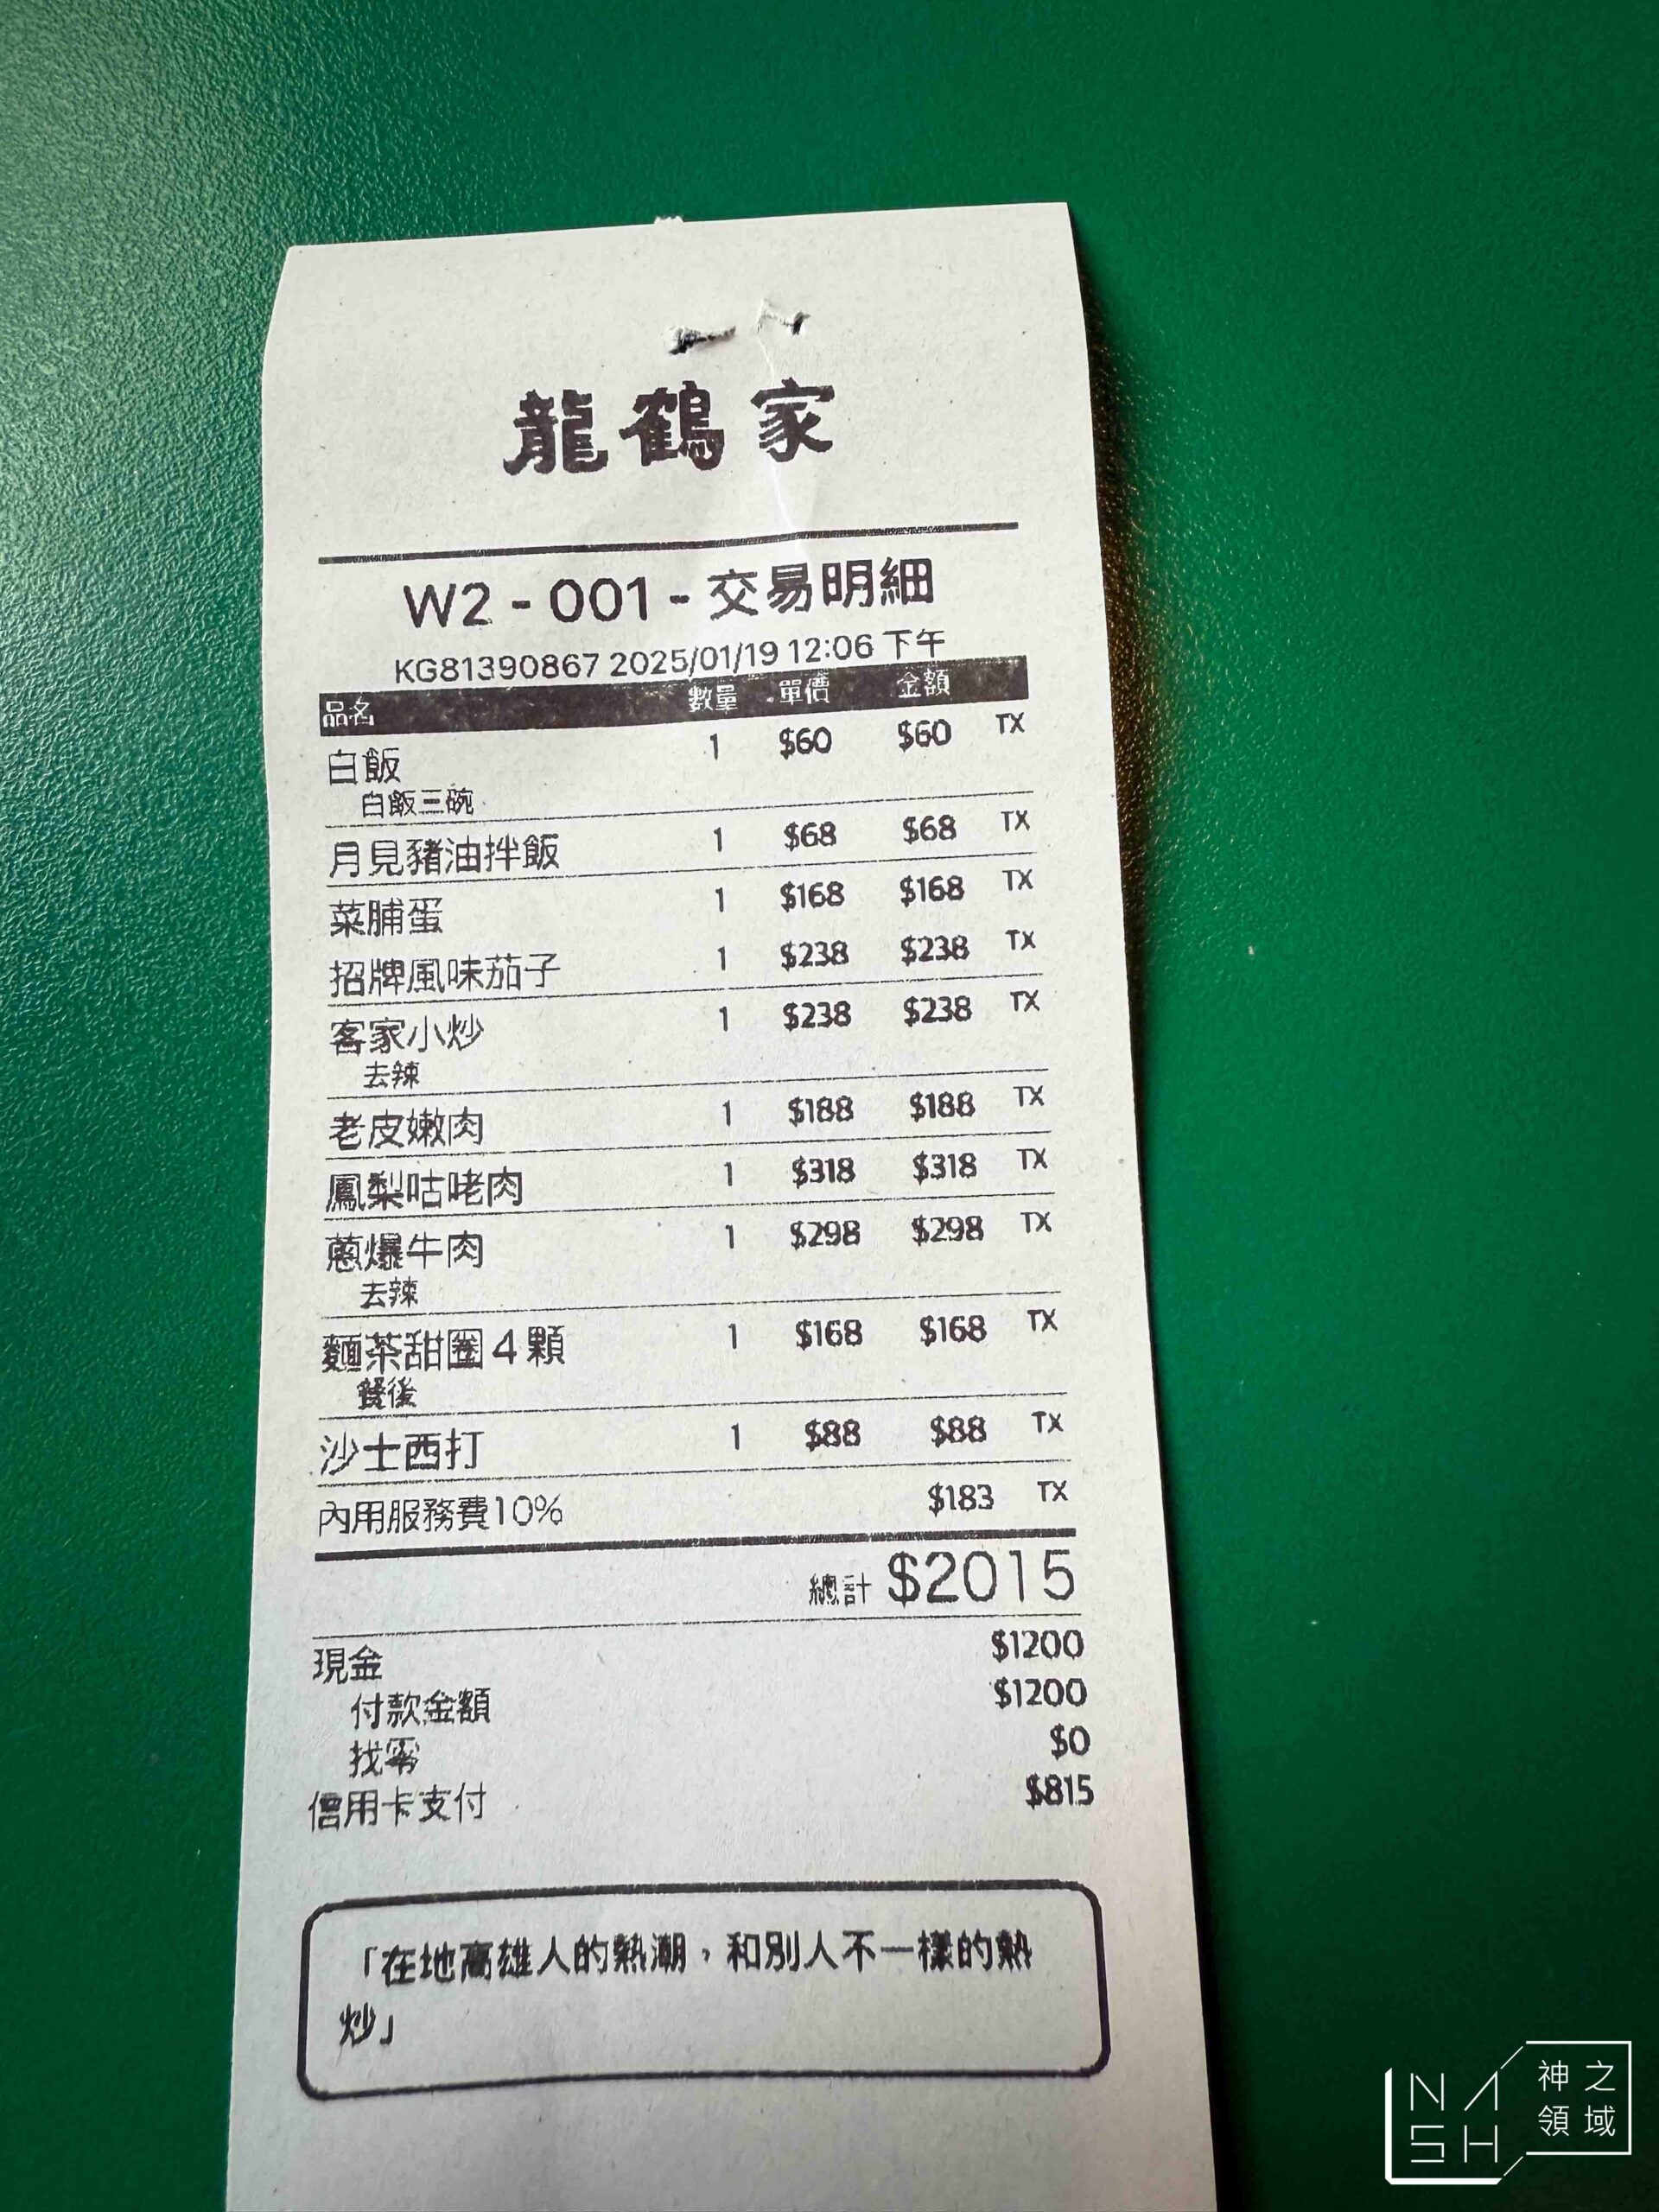 龍鶴家
W2 - 001 - 交易明細
KG81390867 2025/01/19 12:06 下午
品名 數量 單價 金額
白飯 1 $60 $60 TX
白飯三碗
月見豬油拌飯 1 $68 $68 TX
菜脯蛋 1 $168 $168 TX
招牌風味茄子 1 $238 $238 TX
客家小炒 1 $238 $238 TX
去辣
老皮嫩肉 1 $188 $188 TX
鳳梨咕咾肉 1 $318 $318 TX
蔥爆牛肉 1 $298 $298 TX
去辣
麵茶甜圈4顆 1 $168 $168 TX
餐後
沙士西打 1 $88 $88 TX
內用服務費10% $183 TX
總計 $2015
現金 $1200
付款金額 $1200
找零 $0
信用卡支付 $815
「在地高雄人的熱潮，和別人不一樣的熱
炒」
NASH 神之領域